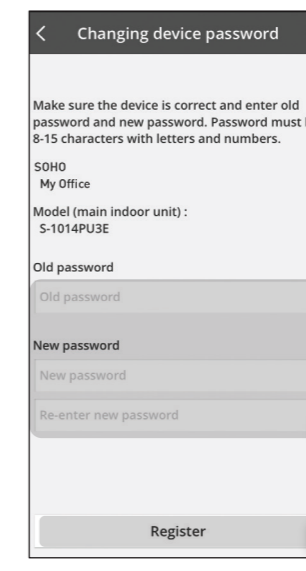 Changing device password
Make sure the device is correct and enter old
password and new password. Password must
8-15 characters with letters and numbers.
SOHO
My Office
Model (main indoor unit) :
S-1014PU3E
Old password
Old password
New password
New password
Re-enter new password
Register